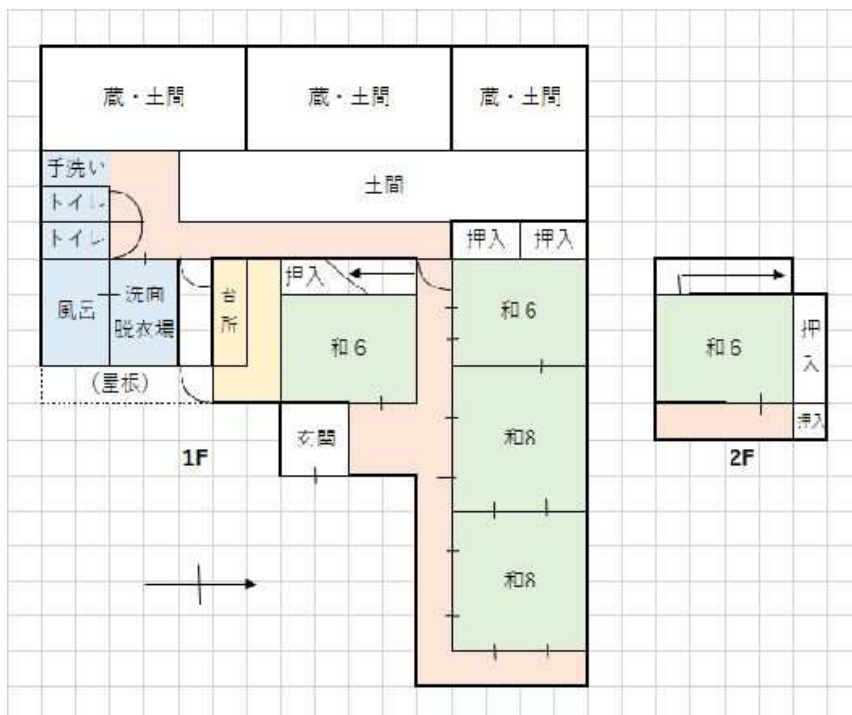 蔵・土間
蔵・土間
蔵・土間
手洗い
土間
トイレ
トイレ
押入
押入
風呂
洗面
脱衣場
台所
押入
和6
和6
和6
押入
(屋根)
玄関
和8
押入
1F
2F
和8